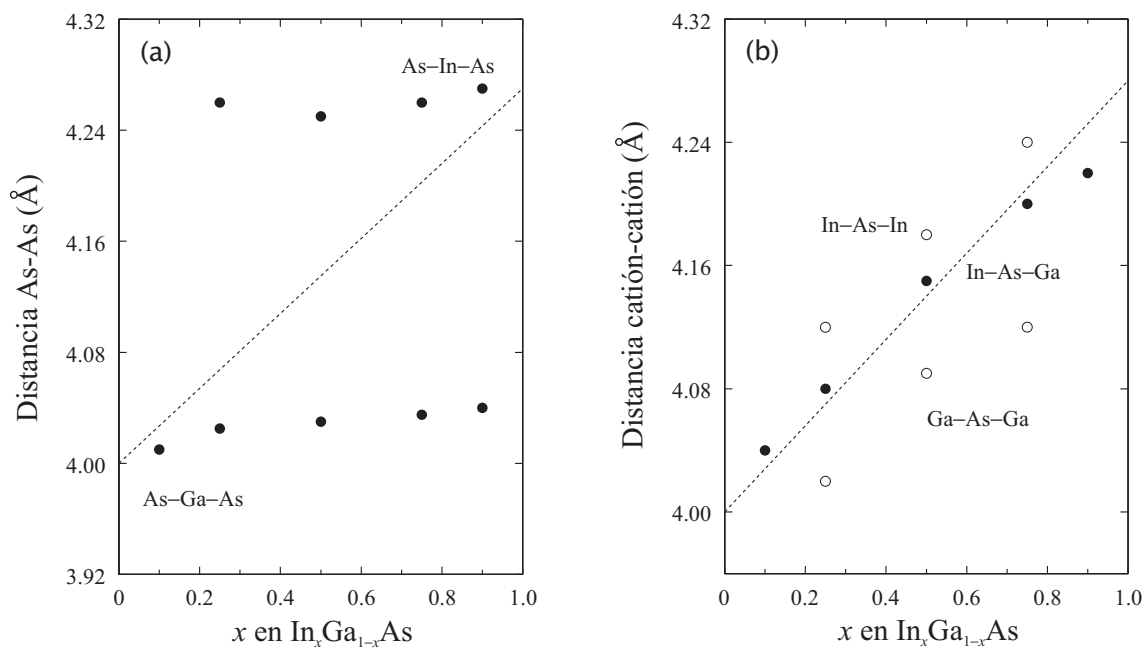 (a)
As–In–As
As–Ga–As
Distancia As-As (Å)
4.32
4.24
4.16
4.08
4.00
3.92
0
0.2
0.4
0.6
0.8
1.0
x en InₓGa₁₋ₓAs
(b)
In–As–In
In–As–Ga
Ga–As–Ga
Distancia catión-catión (Å)
4.32
4.24
4.16
4.08
4.00
0
0.2
0.4
0.6
0.8
1.0
x en InₓGa₁₋ₓAs